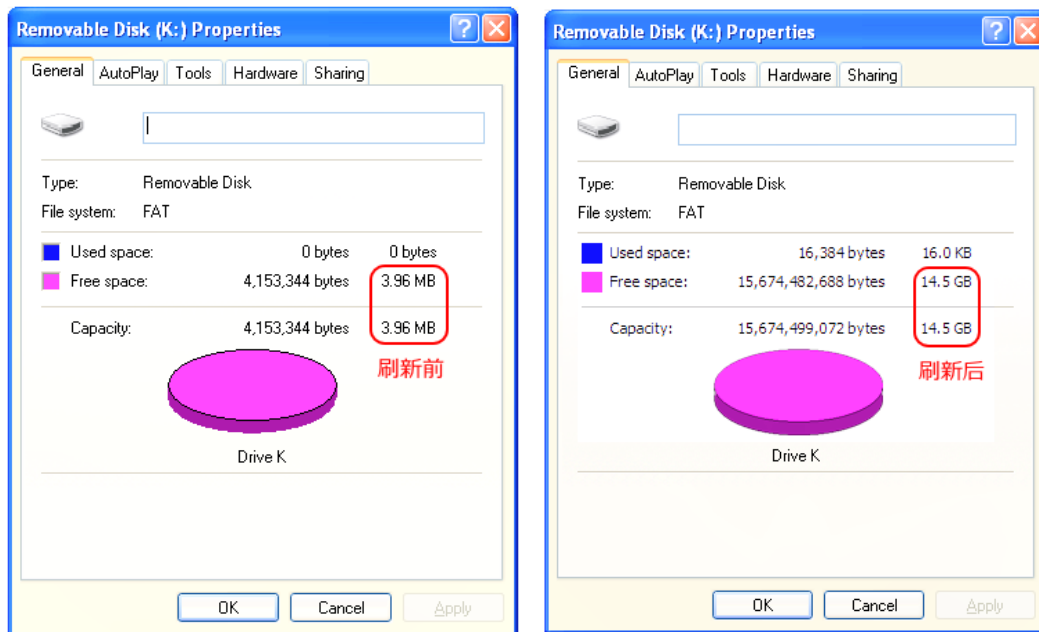 Removable Disk (K:) Properties
General AutoPlay Tools Hardware Sharing
Type: Removable Disk
File system: FAT
Used space: 0 bytes 0 bytes
Free space: 4,153,344 bytes 3.96 MB
Capacity: 4,153,344 bytes 3.96 MB
刷新前
Drive K
OK Cancel Apply
Removable Disk (K:) Properties
General AutoPlay Tools Hardware Sharing
Type: Removable Disk
File system: FAT
Used space: 16,384 bytes 16.0 KB
Free space: 15,674,482,688 bytes 14.5 GB
Capacity: 15,674,499,072 bytes 14.5 GB
刷新后
Drive K
OK Cancel Apply